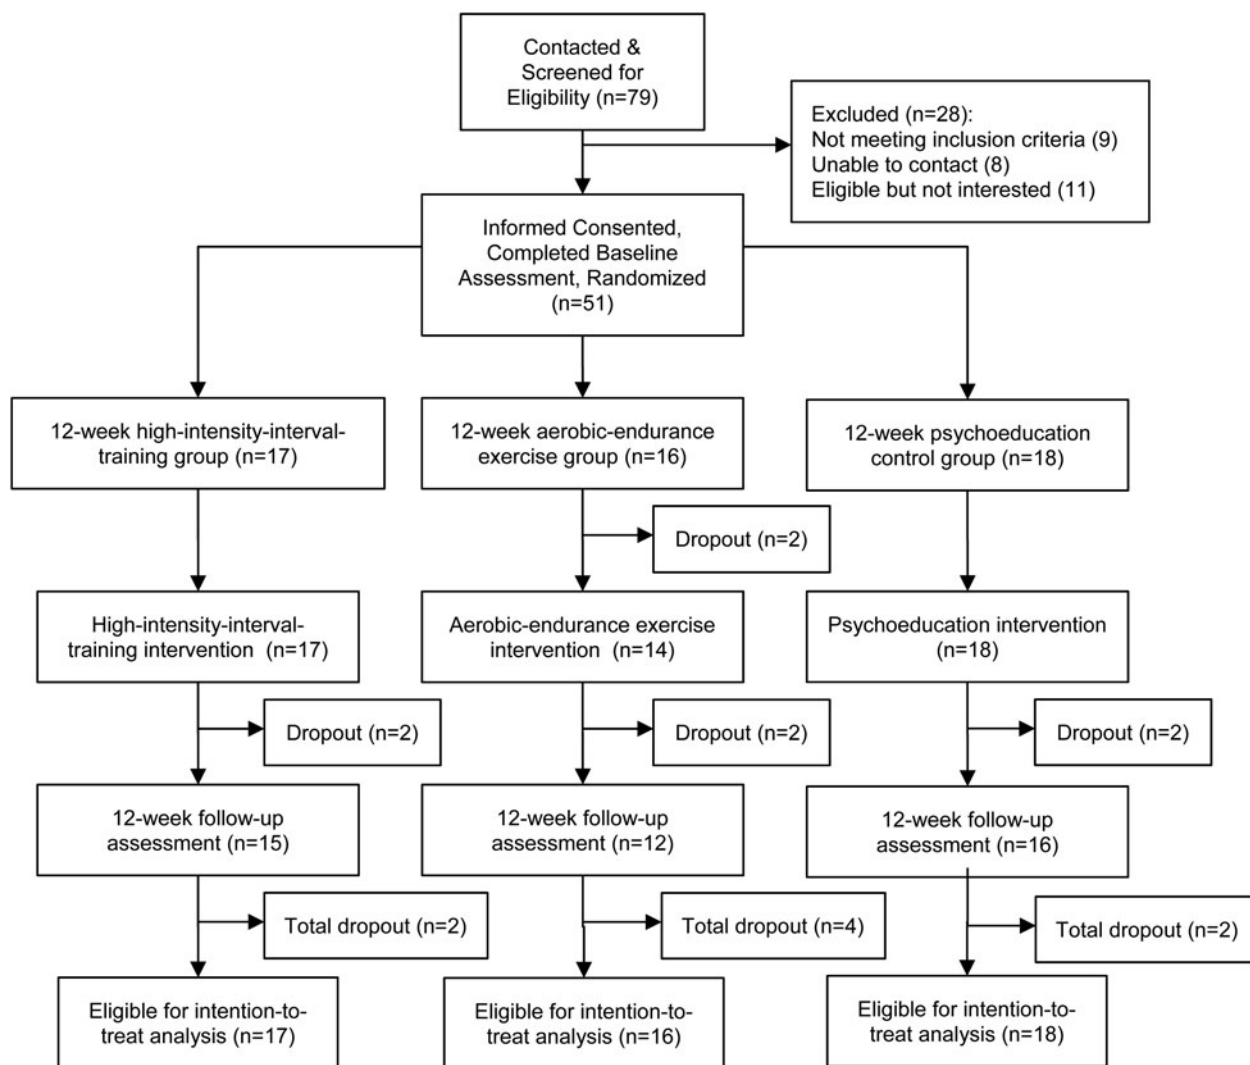 Contacted &
Screened for
Eligibility (n=79)
Excluded (n=28):
Not meeting inclusion criteria (9)
Unable to contact (8)
Eligible but not interested (11)
Informed Consented,
Completed Baseline
Assessment, Randomized
(n=51)
12-week high-intensity-interval-
training group (n=17)
12-week aerobic-endurance
exercise group (n=16)
12-week psychoeducation
control group (n=18)
Dropout (n=2)
High-intensity-interval-
training intervention (n=17)
Aerobic-endurance exercise
intervention (n=14)
Psychoeducation intervention
(n=18)
Dropout (n=2)
Dropout (n=2)
Dropout (n=2)
12-week follow-up
assessment (n=15)
12-week follow-up
assessment (n=12)
12-week follow-up
assessment (n=16)
Total dropout (n=2)
Total dropout (n=4)
Total dropout (n=2)
Eligible for intention-to-
treat analysis (n=17)
Eligible for intention-to-
treat analysis (n=16)
Eligible for intention-to-
treat analysis (n=18)